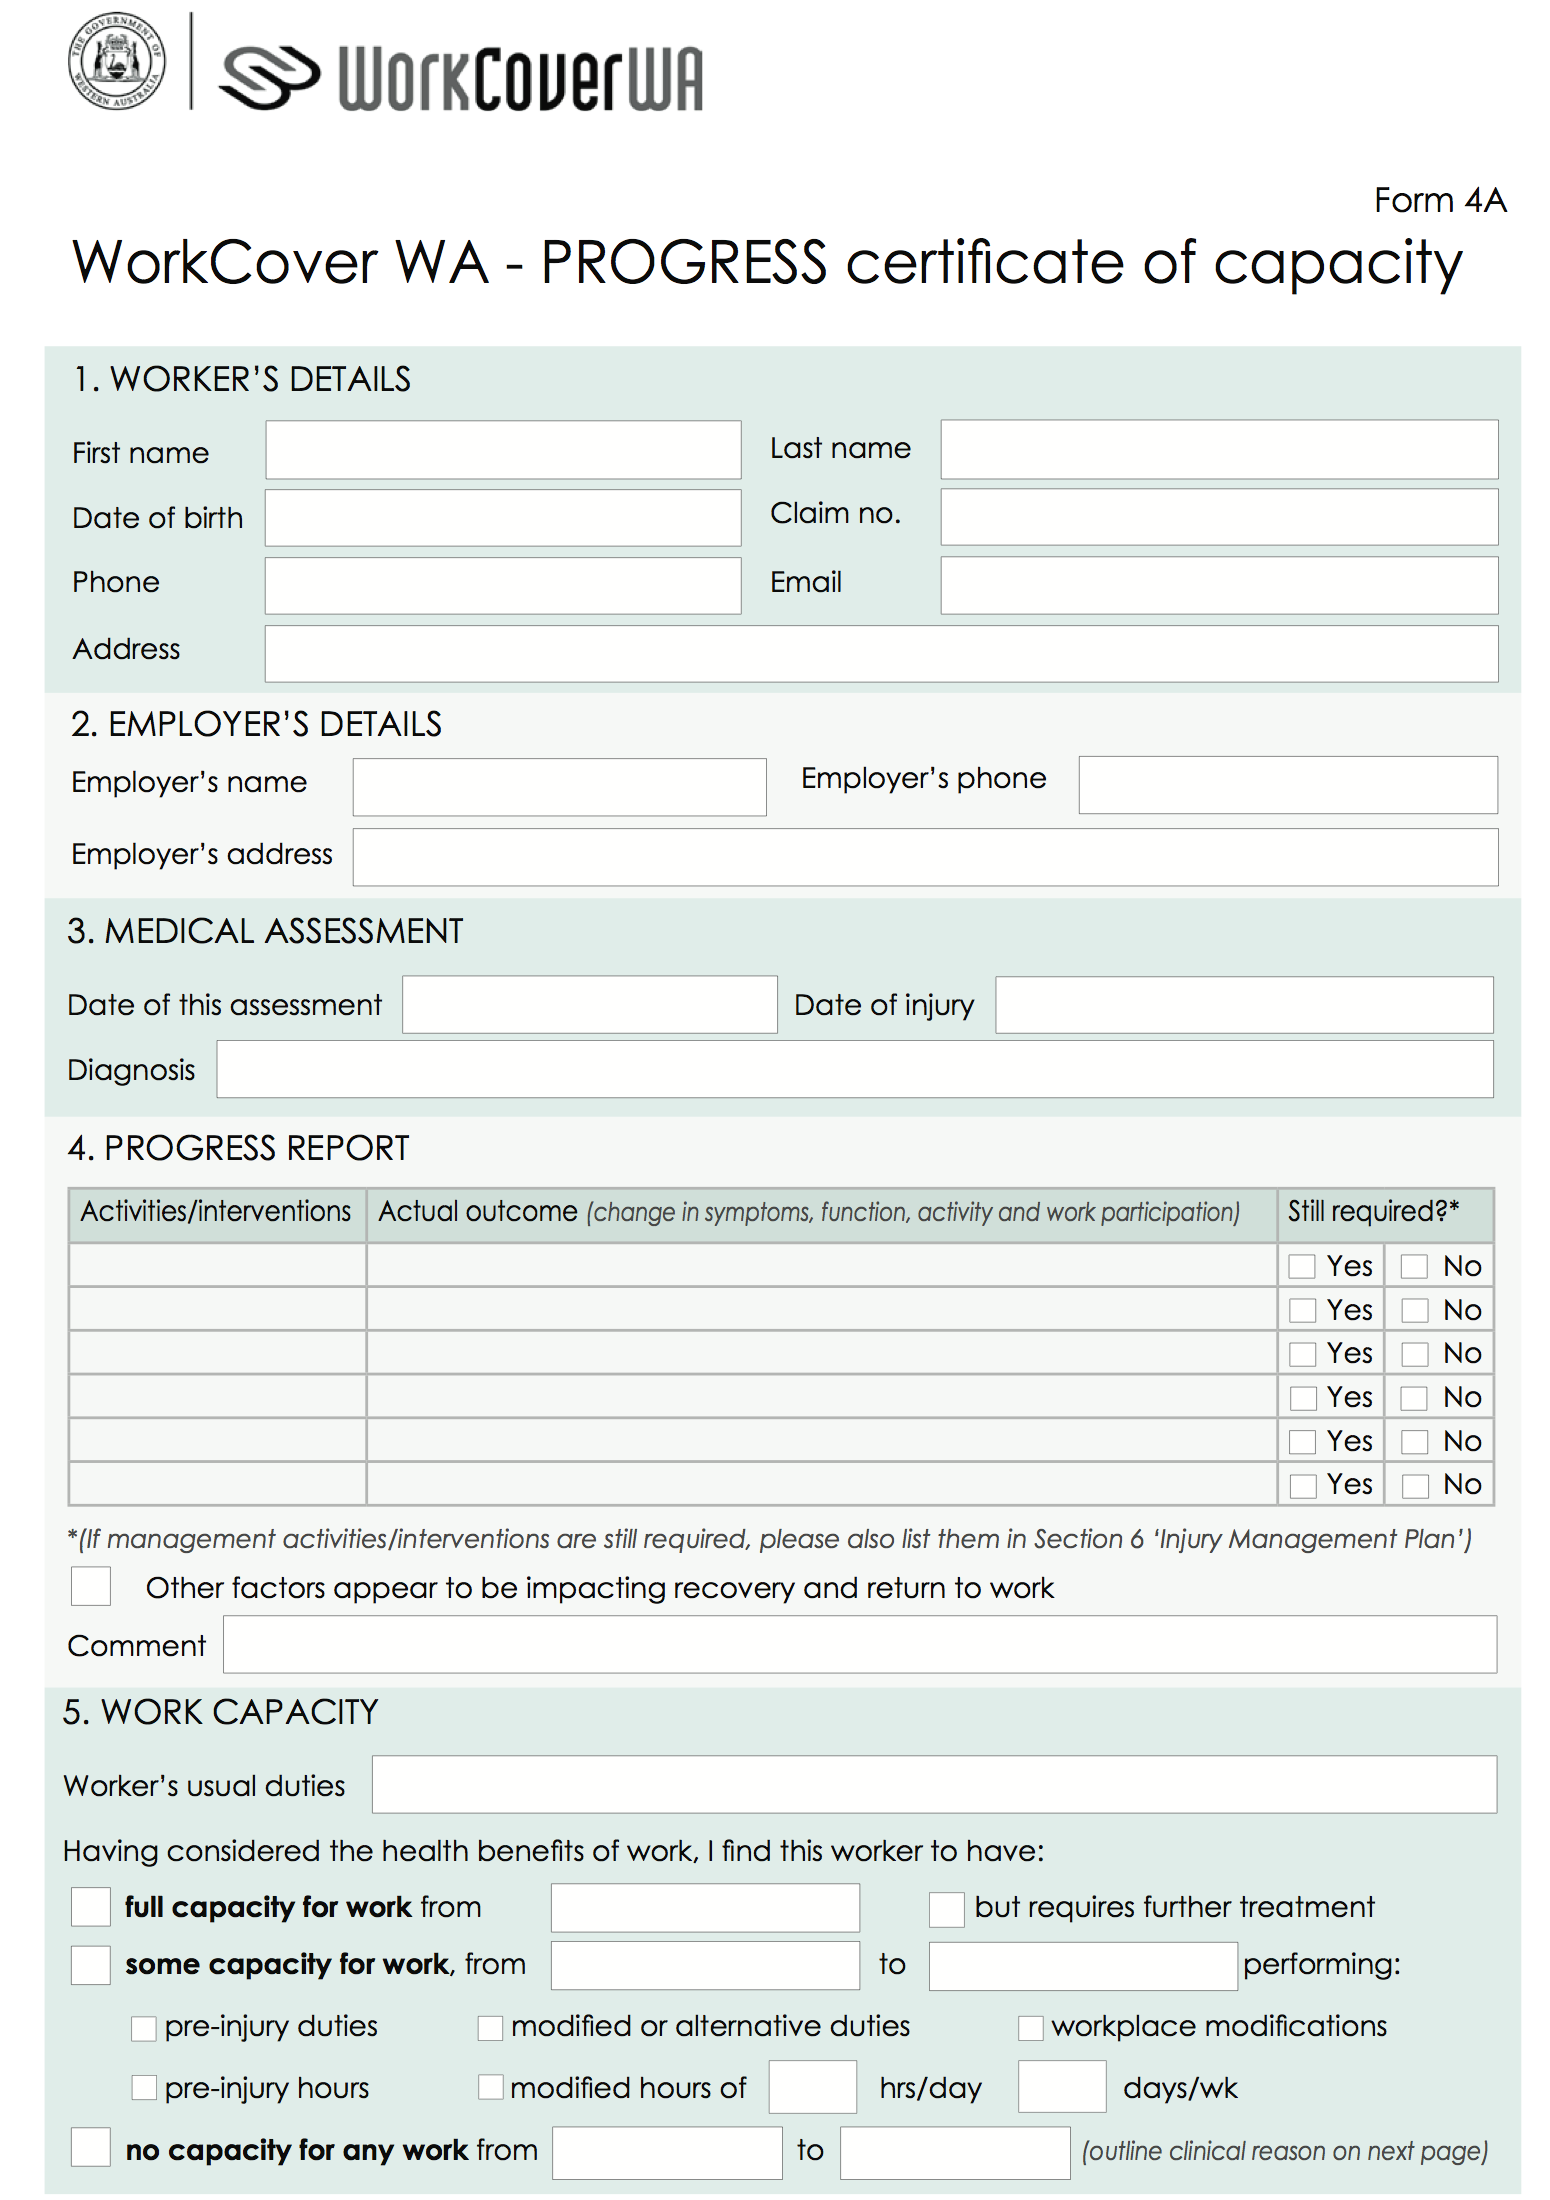 THE GOVERNMENT OF WESTERN AUSTRALIA
WorkCoverWA
Form 4A
WorkCover WA - PROGRESS certificate of capacity
1. WORKER’S DETAILS
First name Last name
Date of birth Claim no.
Phone Email
Address
2. EMPLOYER’S DETAILS
Employer’s name Employer’s phone
Employer’s address
3. MEDICAL ASSESSMENT
Date of this assessment Date of injury
Diagnosis
4. PROGRESS REPORT
Activities/interventions Actual outcome (change in symptoms, function, activity and work participation) Still required?*
Yes No
Yes No
Yes No
Yes No
Yes No
Yes No
*(If management activities/interventions are still required, please also list them in Section 6 ‘Injury Management Plan’)
Other factors appear to be impacting recovery and return to work
Comment
5. WORK CAPACITY
Worker’s usual duties
Having considered the health benefits of work, I find this worker to have:
full capacity for work from but requires further treatment
some capacity for work, from to performing:
pre-injury duties modified or alternative duties workplace modifications
pre-injury hours modified hours of hrs/day days/wk
no capacity for any work from to (outline clinical reason on next page)